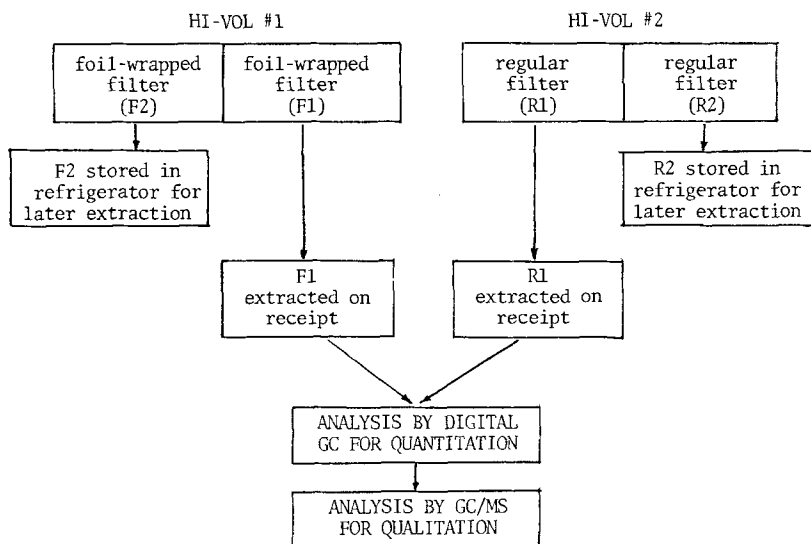 HI-VOL #1
HI-VOL #2
foil-wrapped
filter
(F2)
foil-wrapped
filter
(F1)
regular
filter
(R1)
regular
filter
(R2)
F2 stored in
refrigerator for
later extraction
R2 stored in
refrigerator for
later extraction
F1
extracted on
receipt
R1
extracted on
receipt
ANALYSIS BY DIGITAL
GC FOR QUANTITATION
ANALYSIS BY GC/MS
FOR QUALITATION